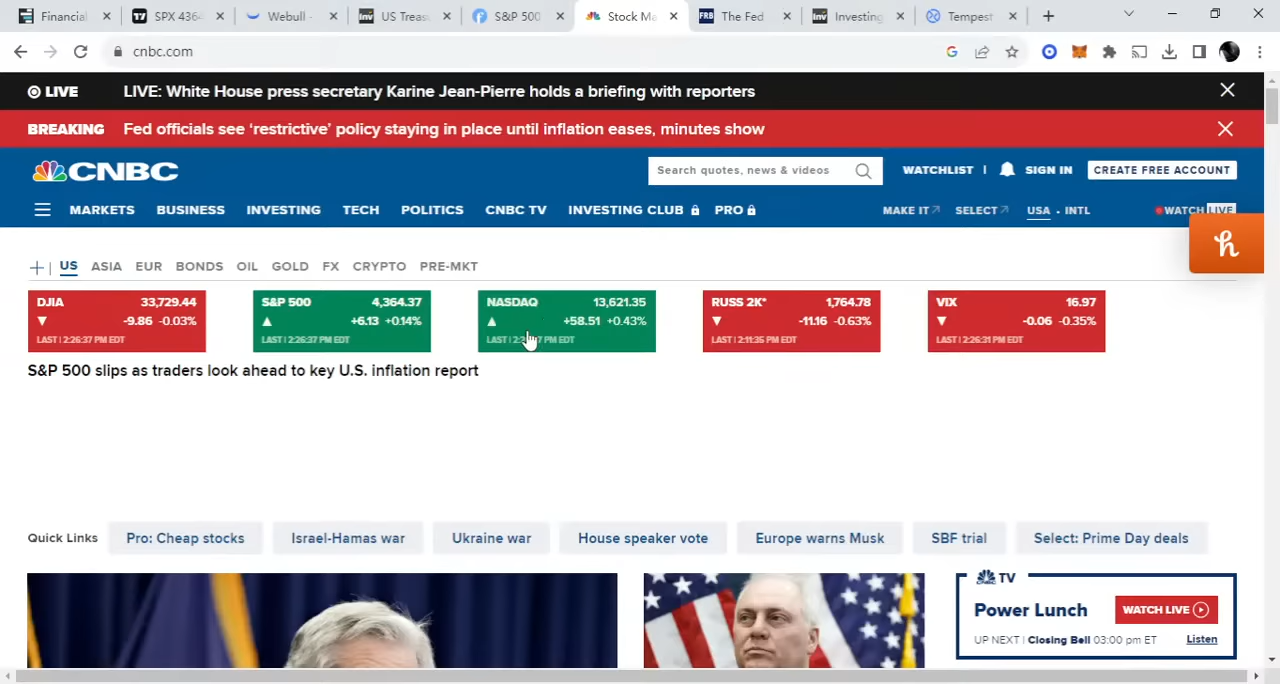 Financial
SPX 4364
Webull -
US Treas
S&P 500
Stock Ma
FRB The Fed
Inv Investing
Tempest
cnbc.com
LIVE LIVE: White House press secretary Karine Jean-Pierre holds a briefing with reporters
BREAKING Fed officials see ‘restrictive’ policy staying in place until inflation eases, minutes show
CNBC
Search quotes, news & videos
WATCHLIST | SIGN IN CREATE FREE ACCOUNT
MARKETS BUSINESS INVESTING TECH POLITICS CNBC TV INVESTING CLUB PRO
MAKE IT SELECT USA • INTL WATCH LIVE
US ASIA EUR BONDS OIL GOLD FX CRYPTO PRE-MKT
DJIA 33,729.44
-9.86 -0.03%
LAST | 2:26:37 PM EDT
S&P 500 4,364.37
+6.13 +0.14%
LAST | 2:26:37 PM EDT
NASDAQ 13,621.35
+58.51 +0.43%
LAST | PM EDT
RUSS 2K* 1,764.78
-11.16 -0.63%
LAST | 2:11:35 PM EDT
VIX 16.97
-0.06 -0.35%
LAST | 2:26:31 PM EDT
S&P 500 slips as traders look ahead to key U.S. inflation report
Quick Links
Pro: Cheap stocks
Israel-Hamas war
Ukraine war
House speaker vote
Europe warns Musk
SBF trial
Select: Prime Day deals
TV
Power Lunch WATCH LIVE
UP NEXT | Closing Bell 03:00 pm ET Listen